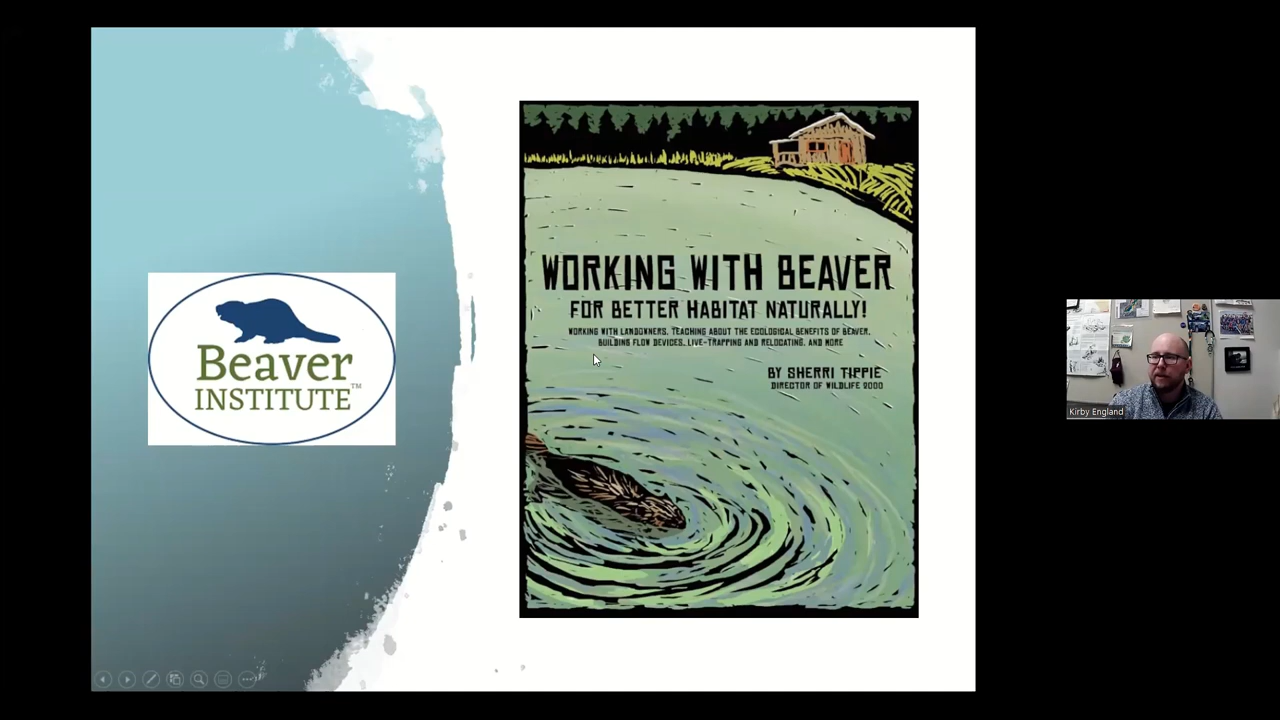 Beaver
INSTITUTE™
WORKING WITH BEAVER
FOR BETTER HABITAT NATURALLY!
WORKING WITH LANDOWNERS, TEACHING ABOUT THE ECOLOGICAL BENEFITS OF BEAVER,
BUILDING FLOW DEVICES, LIVE-TRAPPING AND RELOCATING, AND MORE
BY SHERRI TIPPIE
DIRECTOR OF WILDLIFE 2000
Kirby England